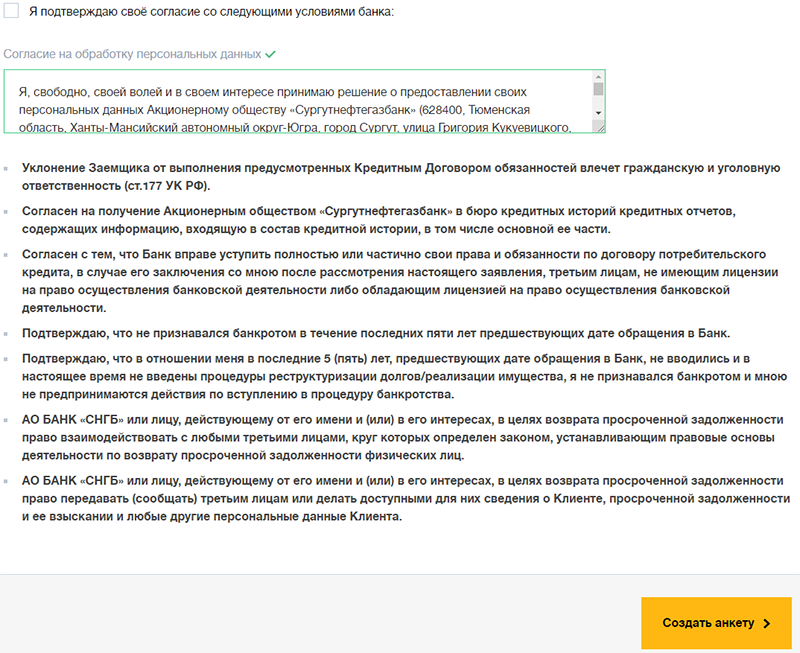 Я подтверждаю своё согласие со следующими условиями банка:
Согласие на обработку персональных данных
Я, свободно, своей волей и в своем интересе принимаю решение о предоставлении своих
персональных данных Акционерному обществу «Сургутнефтегазбанк» (628400, Тюменская
область, Ханты-Мансийский автономный округ-Югра, город Сургут, улица Григория Кукуевицкого,
Уклонение Заемщика от выполнения предусмотренных Кредитным Договором обязанностей влечет гражданскую и уголовную
ответственность (ст.177 УК РФ).
Согласен на получение Акционерным обществом «Сургутнефтегазбанк» в бюро кредитных историй кредитных отчетов,
содержащих информацию, входящую в состав кредитной истории, в том числе основной ее части.
Согласен с тем, что Банк вправе уступить полностью или частично свои права и обязанности по договору потребительского
кредита, в случае его заключения со мною после рассмотрения настоящего заявления, третьим лицам, не имеющим лицензии
на право осуществления банковской деятельности либо обладающим лицензией на право осуществления банковской
деятельности.
Подтверждаю, что не признавался банкротом в течение последних пяти лет предшествующих дате обращения в Банк.
Подтверждаю, что в отношении меня в последние 5 (пять) лет, предшествующих дате обращения в Банк, не вводились и в
настоящее время не введены процедуры реструктуризации долгов/реализации имущества, я не признавался банкротом и мною
не предпринимаются действия по вступлению в процедуру банкротства.
АО БАНК «СНГБ» или лицу, действующему от его имени и (или) в его интересах, в целях возврата просроченной задолженности
право взаимодействовать с любыми третьими лицами, круг которых определен законом, устанавливающим правовые основы
деятельности по возврату просроченной задолженности физических лиц.
АО БАНК «СНГБ» или лицу, действующему от его имени и (или) в его интересах, в целях возврата просроченной задолженности
право передавать (сообщать) третьим лицам или делать доступными для них сведения о Клиенте, просроченной задолженности
и ее взыскании и любые другие персональные данные Клиента.
Создать анкету